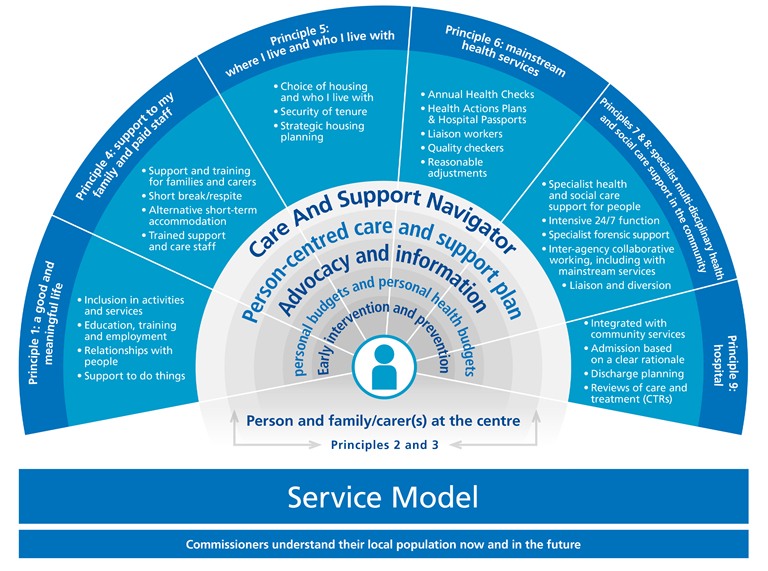 Principle 1: a good and
meaningful life
• Inclusion in activities
and services
• Education, training
and employment
• Relationships with
people
• Support to do things
Principle 4: support to my
family and paid staff
• Support and training
for families and carers
• Short break/respite
• Alternative short-term
accommodation
• Trained support
and care staff
Principle 5:
where I live and who I live with
• Choice of housing
and who I live with
• Security of tenure
• Strategic housing
planning
Principle 6: mainstream
health services
• Annual Health Checks
• Health Actions Plans
& Hospital Passports
• Liaison workers
• Quality checkers
• Reasonable
adjustments
Principles 7 & 8: specialist multi-disciplinary health
and social care support in the community
• Specialist health
and social care
support for people
• Intensive 24/7 function
• Specialist forensic support
• Inter-agency collaborative
working, including with
mainstream services
• Liaison and diversion
Principle 9:
hospital
• Integrated with
community services
• Admission based
on a clear rationale
• Discharge planning
• Reviews of care and
treatment (CTRs)
Care And Support Navigator
Person-centred care and support plan
Advocacy and information
personal budgets and personal health budgets
Early intervention and prevention
Person and family/carer(s) at the centre
Principles 2 and 3
Service Model
Commissioners understand their local population now and in the future